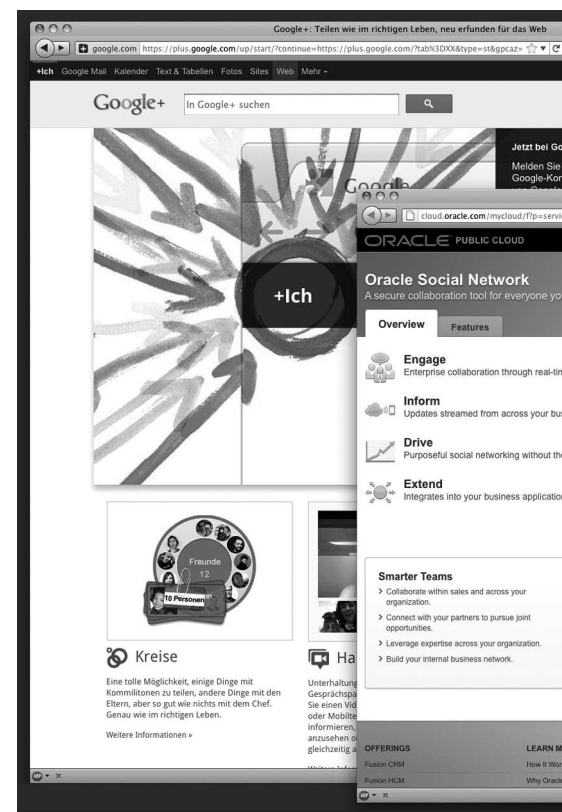 Google+: Teilen wie im richtigen Leben, neu erfunden für das Web
google.com https://plus.google.com/up/start/?continue=https://plus.google.com/?tab%3DXX&type=st&gpcaz=
+Ich Google Mail Kalender Text & Tabellen Fotos Sites Web Mehr
Google+ In Google+ suchen
Jetzt bei Go
Melden Sie
Google-Kon
Google
+Ich
cloud.oracle.com/mycloud/f?p=servic
ORACLE PUBLIC CLOUD
Oracle Social Network
A secure collaboration tool for everyone yo
Overview Features
Engage
Enterprise collaboration through real-tin
Inform
Updates streamed from across your bus
Drive
Purposeful social networking without the
Extend
Integrates into your business application
Smarter Teams
> Collaborate within sales and across your
organization.
> Connect with your partners to pursue joint
opportunities.
> Leverage expertise across your organization.
> Build your internal business network.
OFFERINGS LEARN M
Fusion CRM How It Wor
Fusion HCM Why Oracle
Freunde
12
10 Personen
Kreise
Eine tolle Möglichkeit, einige Dinge mit
Kommilitonen zu teilen, andere Dinge mit den
Eltern, aber so gut wie nichts mit dem Chef.
Genau wie im richtigen Leben.
Weitere Informationen »
Ha
Unterhaltung
Gesprächspa
Sie einen Vid
oder Mobilte
informieren,
anzusehen o
gleichzeitig a